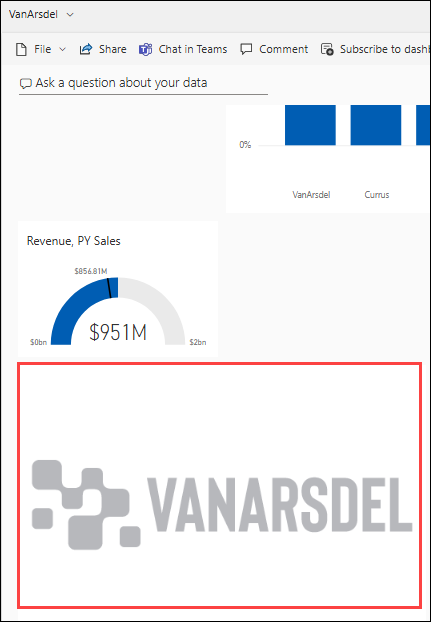 VanArsdel
File Share Chat in Teams Comment Subscribe to dashb
Ask a question about your data
0%
VanArsdel Currus
Revenue, PY Sales
$856.81M
$951M
$0bn $2bn
VANARSDEL